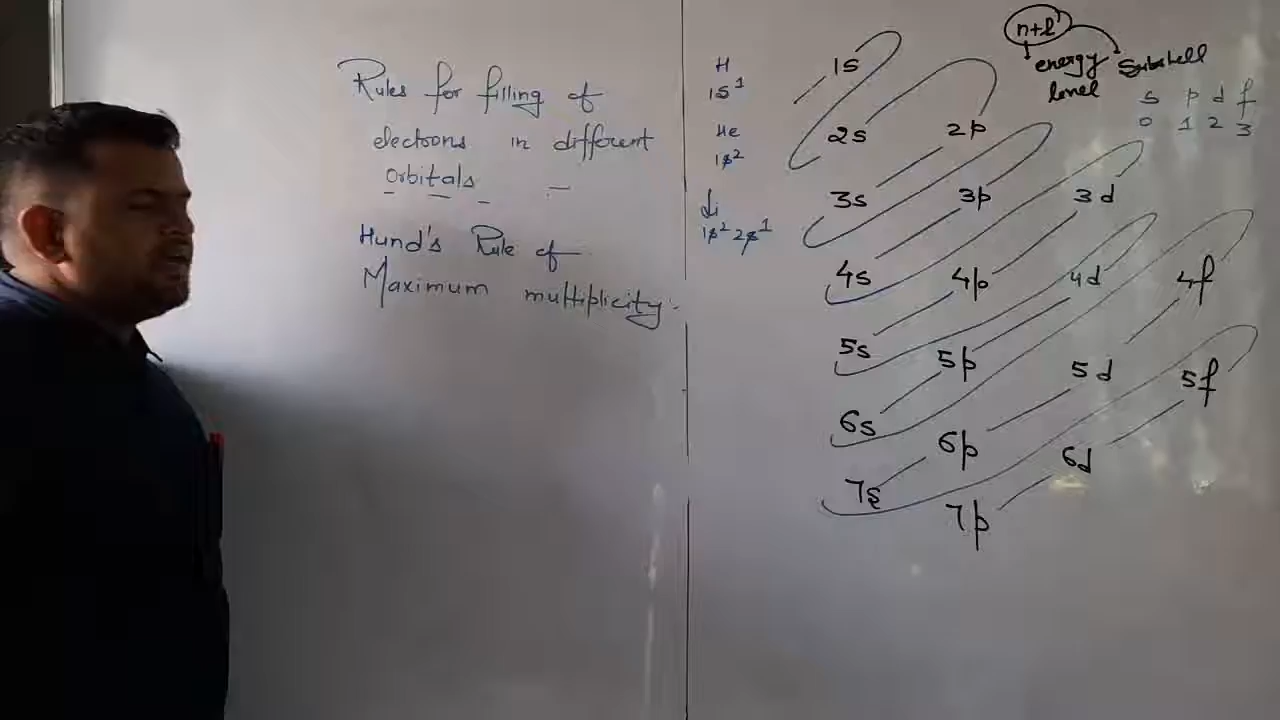 Rules for filling of
electrons in different
orbitals
Hund's Rule of
Maximum multiplicity.
H
1s¹
He
1s²
Li
1s² 2s¹
n+l
energy
level
Subshell
s p d f
0 1 2 3
1s
2s 2p
3s 3p 3d
4s 4p 4d 4f
5s 5p 5d 5f
6s 6p 6d
7s 7p